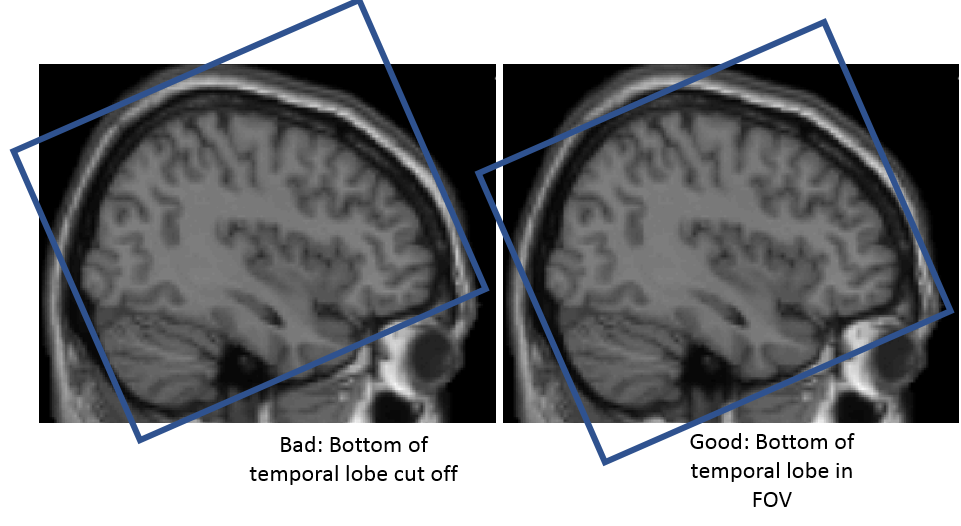 Bad: Bottom of
temporal lobe cut off
Good: Bottom of
temporal lobe in
FOV